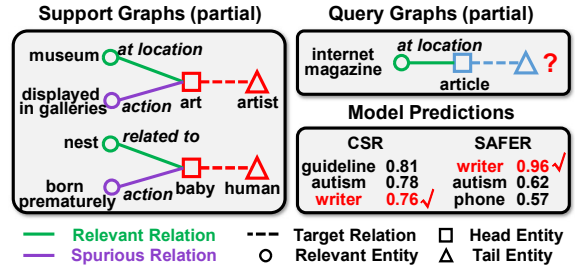 Support Graphs (partial)
museum
at location
displayed
in galleries
action
art
artist
nest
related to
born
prematurely
action
baby
human
Query Graphs (partial)
internet
magazine
at location
article
?
Model Predictions
CSR SAFER
guideline 0.81 writer 0.96 √
autism 0.78 autism 0.62
writer 0.76 √ phone 0.57
Relevant Relation Target Relation Head Entity
Spurious Relation Relevant Entity Tail Entity